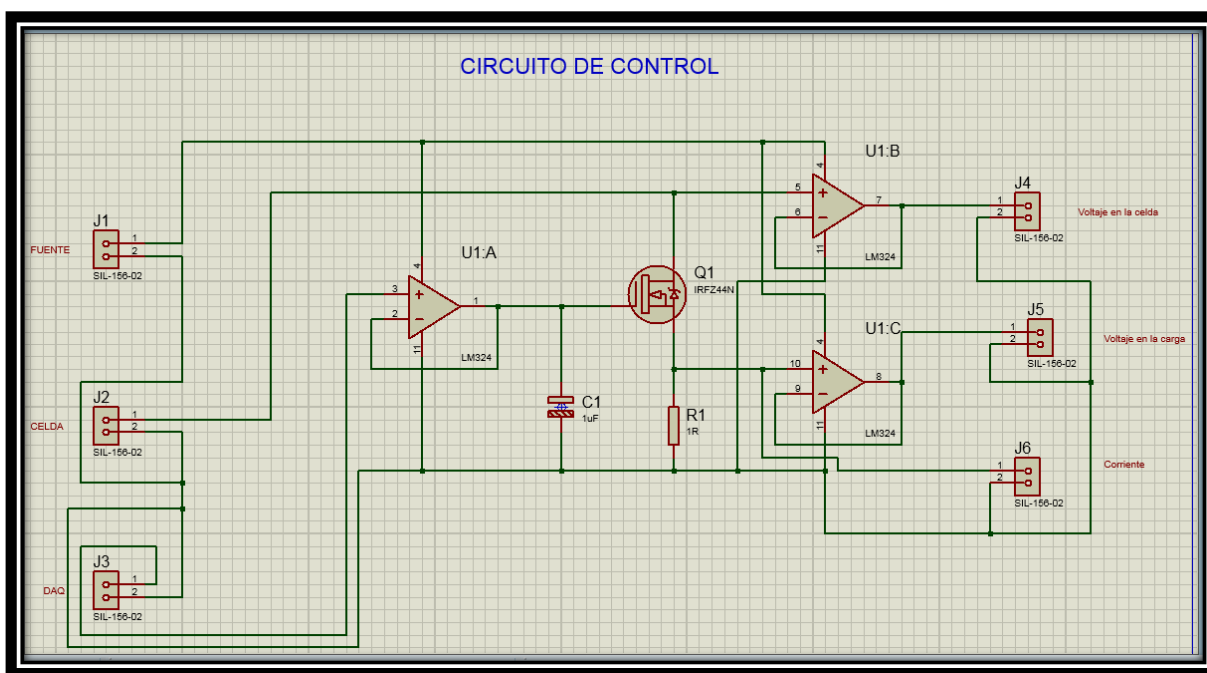 CIRCUITO DE CONTROL
J1
1
2
FUENTE
SIL-156-02
J2
1
2
CELDA
SIL-156-02
J3
1
2
DAQ
SIL-156-02
U1:A
4
3
2
1
11
LM324
Q1
IRFZ44N
C1
1uF
R1
1R
U1:B
4
5
6
7
11
LM324
U1:C
4
10
9
8
11
LM324
J4
1
2
SIL-156-02
Voltaje en la celda
J5
1
2
SIL-156-02
Voltaje en la carga
J6
1
2
SIL-156-02
Corriente